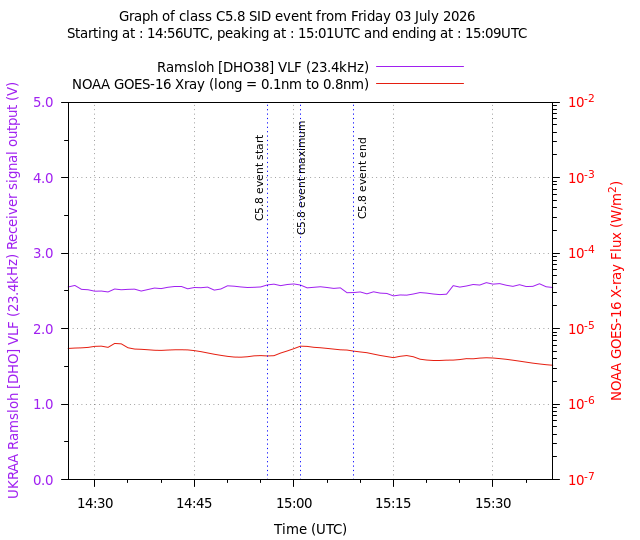 Graph of class C5.8 SID event from Friday 03 July 2026
Starting at : 14:56UTC, peaking at : 15:01UTC and ending at : 15:09UTC
Ramsloh [DHO38] VLF (23.4kHz)
NOAA GOES-16 Xray (long = 0.1nm to 0.8nm)
UKRAA Ramsloh [DHO] VLF (23.4kHz) Receiver signal output (V)
5.0
4.0
3.0
2.0
1.0
0.0
C5.8 event start
C5.8 event maximum
C5.8 event end
10-2
10-3
10-4
10-5
10-6
10-7
NOAA GOES-16 X-ray Flux (W/m2)
14:30
14:45
15:00
15:15
15:30
Time (UTC)